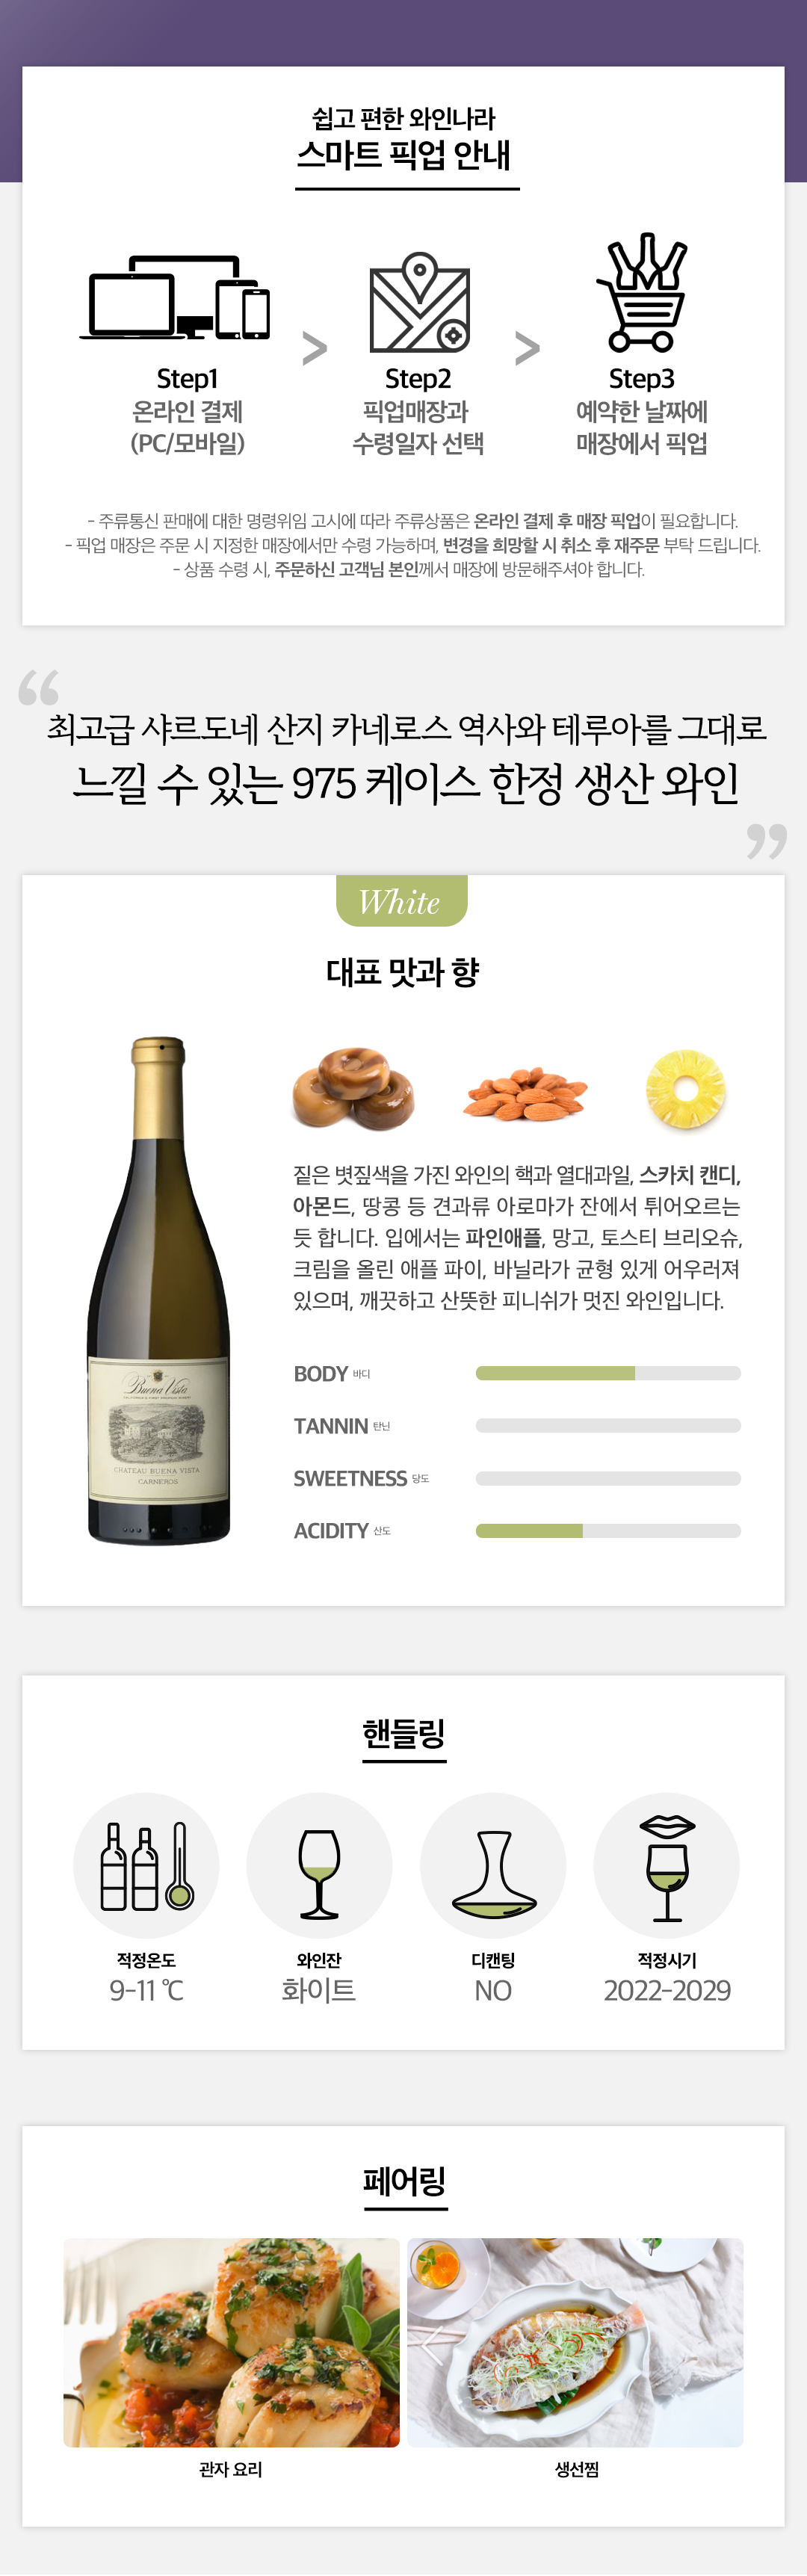 쉽고 편한 와인나라
스마트 픽업 안내
Step1
온라인 결제
(PC/모바일)
>
Step2
픽업매장과
수령일자 선택
>
Step3
예약한 날짜에
매장에서 픽업
- 주류통신 판매에 대한 명령위임 고시에 따라 주류상품은 온라인 결제 후 매장 픽업이 필요합니다.
- 픽업 매장은 주문 시 지정한 매장에서만 수령 가능하며, 변경을 희망할 시 취소 후 재주문 부탁 드립니다.
- 상품 수령 시, 주문하신 고객님 본인께서 매장에 방문해주셔야 합니다.
“
최고급 샤르도네 산지 카네로스 역사와 테루아를 그대로
느낄 수 있는 975 케이스 한정 생산 와인
”
White
대표 맛과 향
짙은 볏짚색을 가진 와인의 핵과 열대과일, 스카치 캔디,
아몬드, 땅콩 등 견과류 아로마가 잔에서 튀어오르는
듯 합니다. 입에서는 파인애플, 망고, 토스티 브리오슈,
크림을 올린 애플 파이, 바닐라가 균형 있게 어우러져
있으며, 깨끗하고 산뜻한 피니쉬가 멋진 와인입니다.
Buena Vista
CHATEAU BUENA VISTA
CARNEROS
BODY 바디
TANNIN 탄닌
SWEETNESS 당도
ACIDITY 산도
핸들링
적정온도
9-11 ℃
와인잔
화이트
디캔팅
NO
적정시기
2022-2029
페어링
관자 요리
생선찜